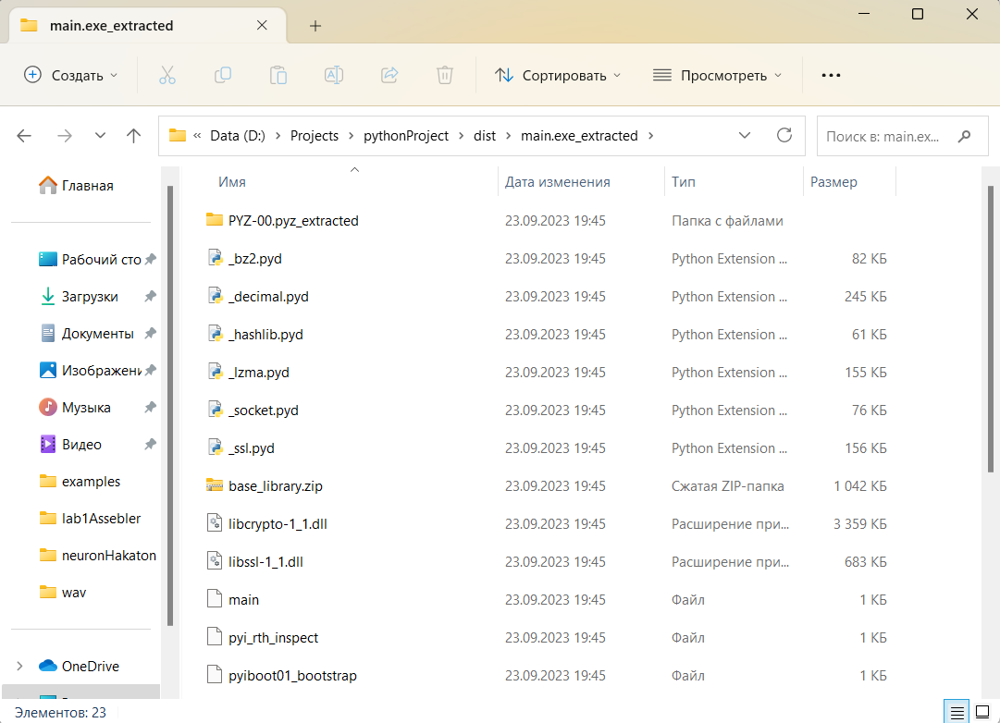 main.exe_extracted
Создать
Сортировать
Просмотреть
« Data (D:) > Projects > pythonProject > dist > main.exe_extracted >
Поиск в: main.ex...
Главная
Рабочий сто
Загрузки
Документы
Изображени
Музыка
Видео
examples
lab1Assebler
neuronHakaton
wav
OneDrive
Имя Дата изменения Тип Размер
PYZ-00.pyz_extracted 23.09.2023 19:45 Папка с файлами
_bz2.pyd 23.09.2023 19:45 Python Extension ... 82 КБ
_decimal.pyd 23.09.2023 19:45 Python Extension ... 245 КБ
_hashlib.pyd 23.09.2023 19:45 Python Extension ... 61 КБ
_lzma.pyd 23.09.2023 19:45 Python Extension ... 155 КБ
_socket.pyd 23.09.2023 19:45 Python Extension ... 76 КБ
_ssl.pyd 23.09.2023 19:45 Python Extension ... 156 КБ
base_library.zip 23.09.2023 19:45 Сжатая ZIP-папка 1 042 КБ
libcrypto-1_1.dll 23.09.2023 19:45 Расширение при... 3 359 КБ
libssl-1_1.dll 23.09.2023 19:45 Расширение при... 683 КБ
main 23.09.2023 19:45 Файл 1 КБ
pyi_rth_inspect 23.09.2023 19:45 Файл 1 КБ
pyiboot01_bootstrap 23.09.2023 19:45 Файл 1 КБ
Элементов: 23